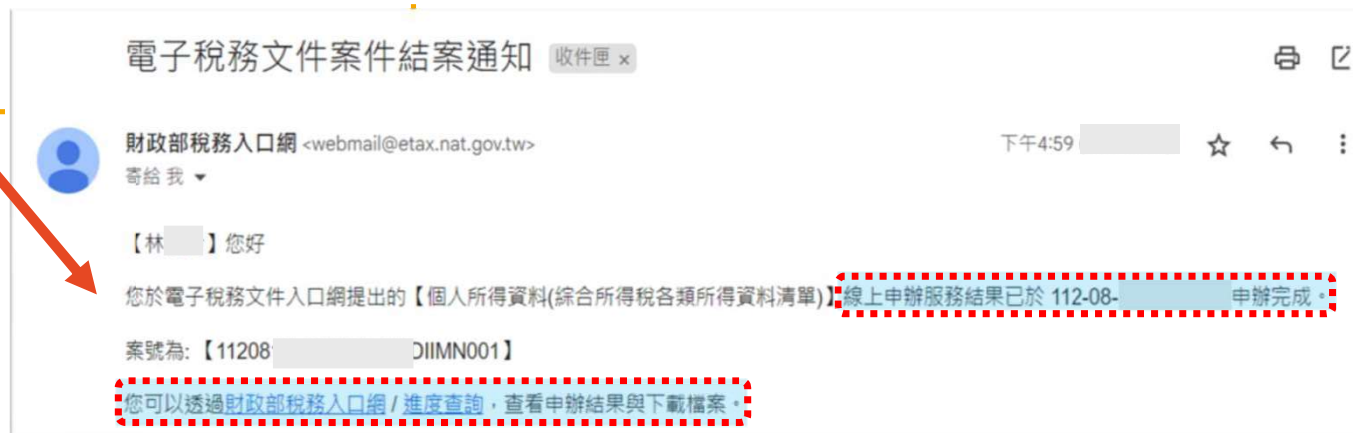 電子稅務文件案件結案通知 收件匣 ×
財政部稅務入口網 <webmail@etax.nat.gov.tw> 下午4:59
寄給 我
【林 】您好
您於電子稅務文件入口網提出的【個人所得資料(綜合所得稅各類所得資料清單)】線上申辦服務結果已於 112-08- 申辦完成。
案號為: 【11208 DIIMN001】
您可以透過財政部稅務入口網 / 進度查詢,查看申辦結果與下載檔案。